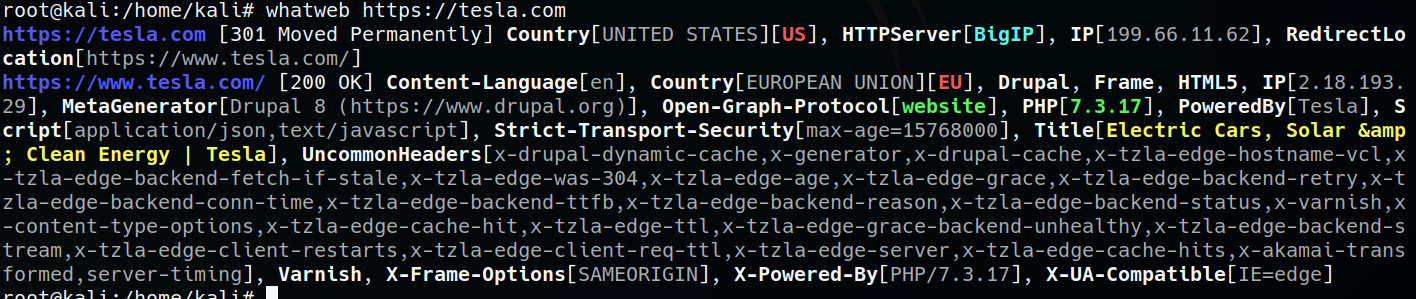 root@kali:/home/kali# whatweb https://tesla.com
https://tesla.com [301 Moved Permanently] Country[UNITED STATES][US], HTTPServer[BigIP], IP[199.66.11.62], RedirectLo
cation[https://www.tesla.com/]
https://www.tesla.com/ [200 OK] Content-Language[en], Country[EUROPEAN UNION][EU], Drupal, Frame, HTML5, IP[2.18.193.
29], MetaGenerator[Drupal 8 (https://www.drupal.org)], Open-Graph-Protocol[website], PHP[7.3.17], PoweredBy[Tesla], S
cript[application/json,text/javascript], Strict-Transport-Security[max-age=15768000], Title[Electric Cars, Solar &amp
; Clean Energy | Tesla], UncommonHeaders[x-drupal-dynamic-cache,x-generator,x-drupal-cache,x-tzla-edge-hostname-vcl,x
-tzla-edge-backend-fetch-if-stale,x-tzla-edge-was-304,x-tzla-edge-age,x-tzla-edge-grace,x-tzla-edge-backend-retry,x-t
zla-edge-backend-conn-time,x-tzla-edge-backend-ttfb,x-tzla-edge-backend-reason,x-tzla-edge-backend-status,x-varnish,x
-content-type-options,x-tzla-edge-cache-hit,x-tzla-edge-ttl,x-tzla-edge-grace-backend-unhealthy,x-tzla-edge-backend-s
tream,x-tzla-edge-client-restarts,x-tzla-edge-client-req-ttl,x-tzla-edge-server,x-tzla-edge-cache-hits,x-akamai-trans
formed,server-timing], Varnish, X-Frame-Options[SAMEORIGIN], X-Powered-By[PHP/7.3.17], X-UA-Compatible[IE=edge]
root@kali:/home/kali#